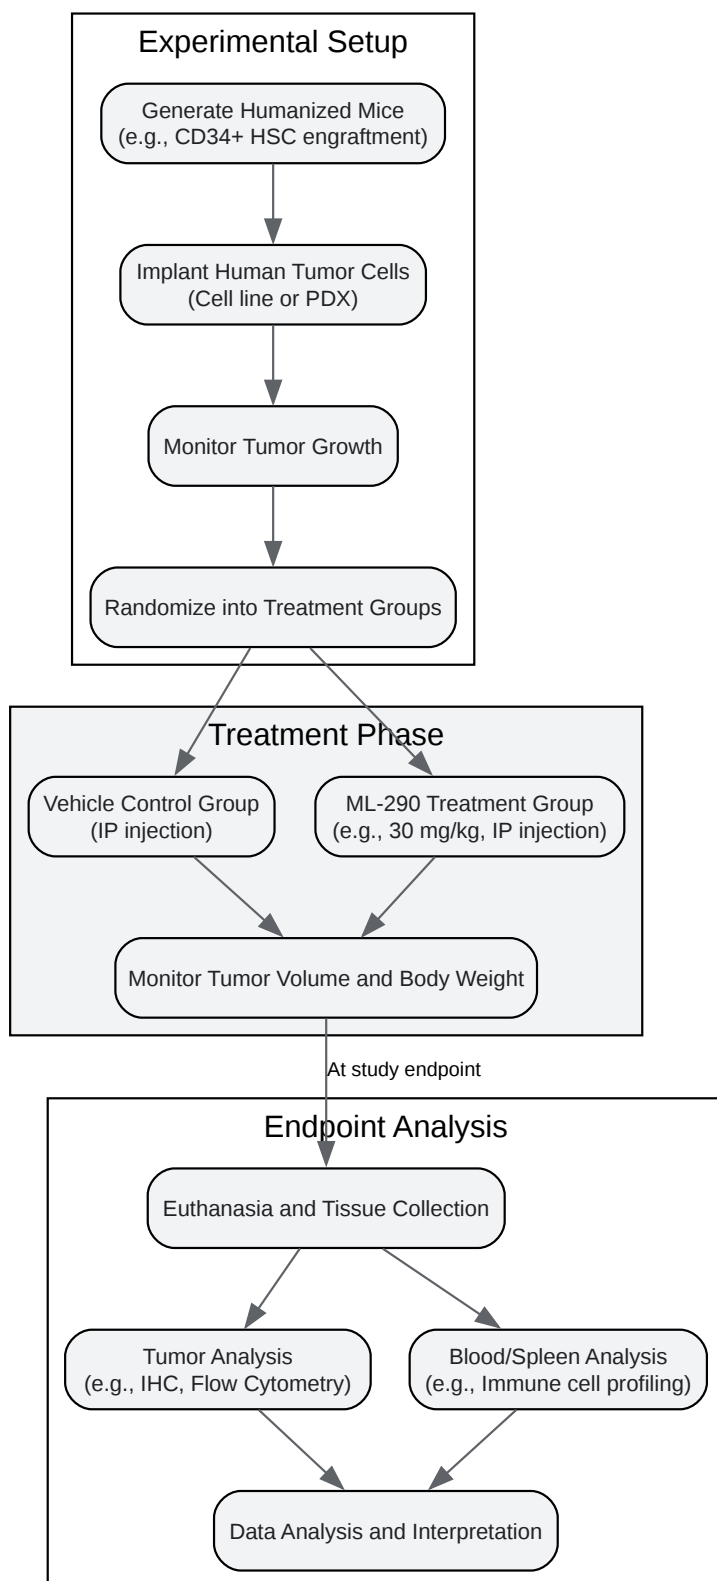 Experimental Setup
Generate Humanized Mice
(e.g., CD34+ HSC engraftment)
Implant Human Tumor Cells
(Cell line or PDX)
Monitor Tumor Growth
Randomize into Treatment Groups
Treatment Phase
Vehicle Control Group
(IP injection)
ML-290 Treatment Group
(e.g., 30 mg/kg, IP injection)
Monitor Tumor Volume and Body Weight
At study endpoint
Endpoint Analysis
Euthanasia and Tissue Collection
Tumor Analysis
(e.g., IHC, Flow Cytometry)
Blood/Spleen Analysis
(e.g., Immune cell profiling)
Data Analysis and Interpretation